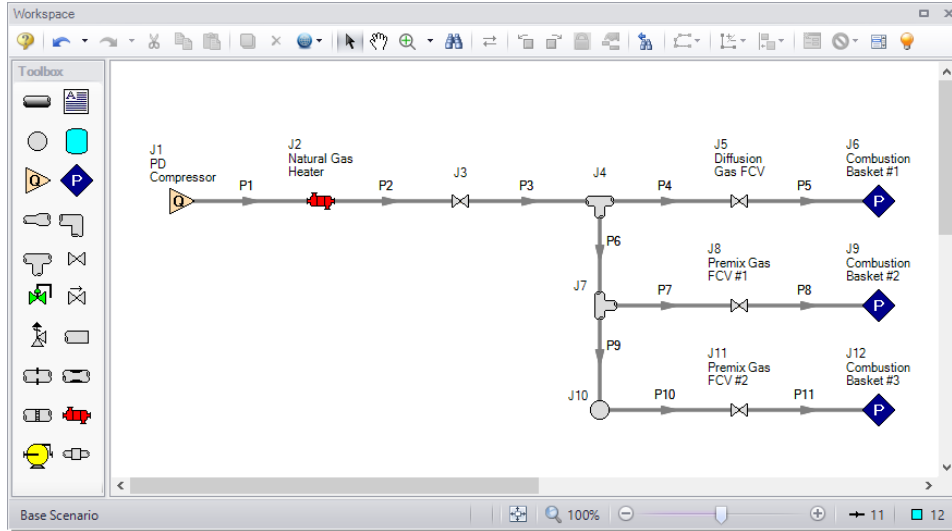 Workspace
Toolbox
A
Q
P
J1
PD
Compressor
J2
Natural Gas
Heater
J3
J4
J5
Diffusion
Gas FCV
J6
Combustion
Basket #1
P1
P2
P3
P4
P5
Q
P
P6
J7
J8
Premix Gas
FCV #1
J9
Combustion
Basket #2
P7
P8
P
P9
J10
J11
Premix Gas
FCV #2
J12
Combustion
Basket #3
P10
P11
P
Base Scenario
100%
11
12